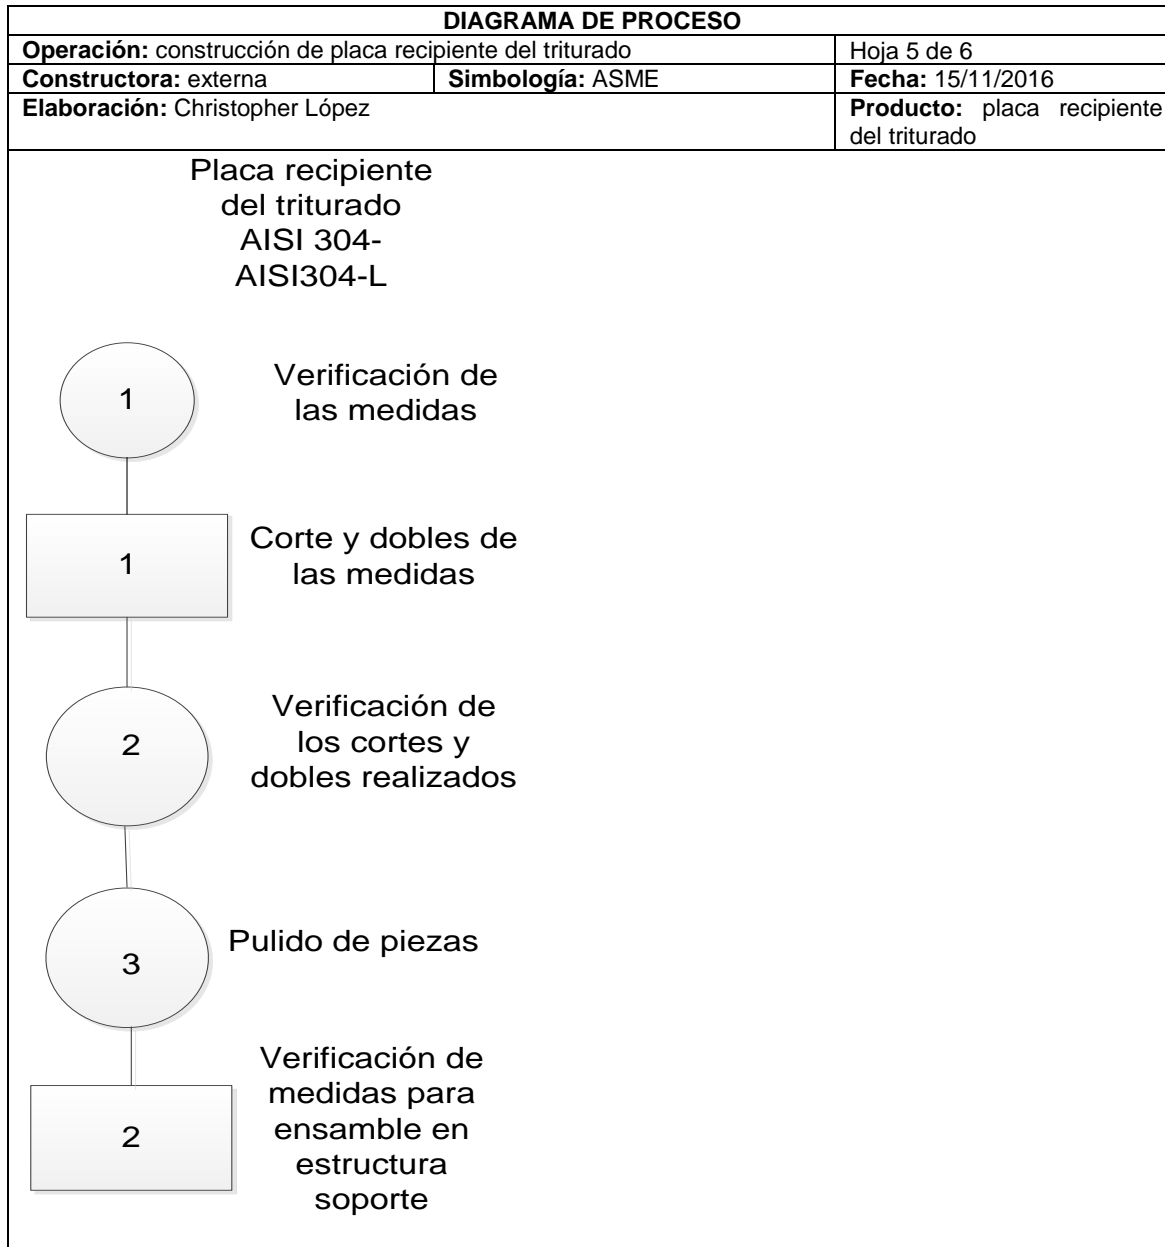 DIAGRAMA DE PROCESO
Operación: construcción de placa recipiente del triturado
Hoja 5 de 6
Constructora: externa
Simbología: ASME
Fecha: 15/11/2016
Elaboración: Christopher López
Producto: placa recipiente
del triturado
Placa recipiente
del triturado
AISI 304-
AISI304-L
1
Verificación de
las medidas
1
Corte y dobles de
las medidas
2
Verificación de
los cortes y
dobles realizados
3
Pulido de piezas
2
Verificación de
medidas para
ensamble en
estructura
soporte